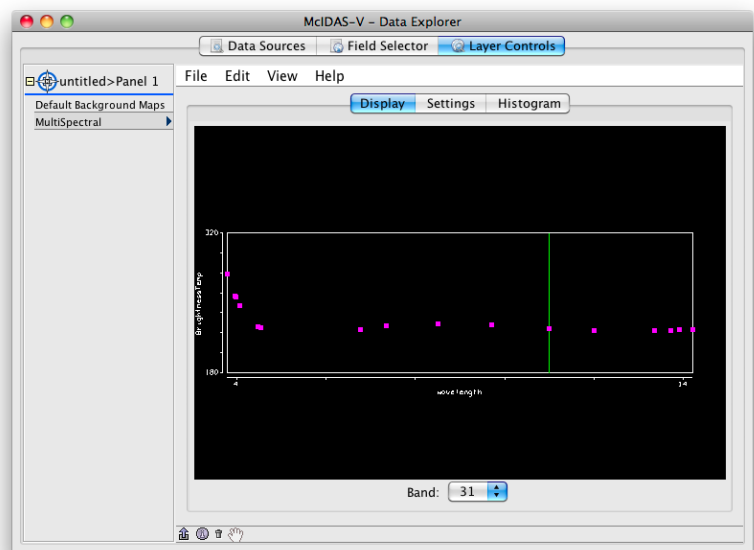 McIDAS-V – Data Explorer
Data Sources Field Selector Layer Controls
untitled>Panel 1
Default Background Maps
MultiSpectral
File Edit View Help
Display Settings Histogram
320
BrightnessTemp
180
4 14
wavelength
Band: 31